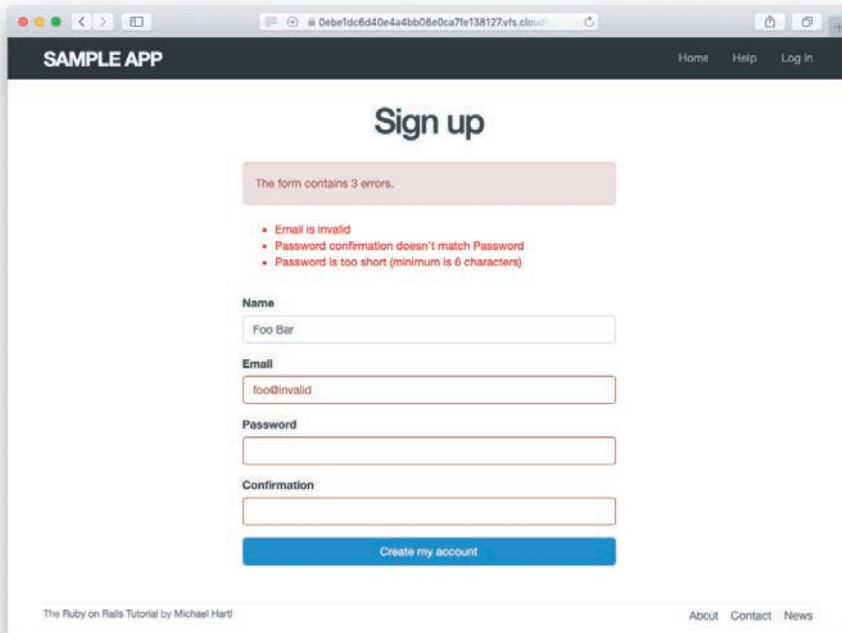 0ebe1dc6d40e4a4bb06e0ca7fe138127.vfs.cloud
SAMPLE APP
Home Help Log in
Sign up
The form contains 3 errors.
• Email is invalid
• Password confirmation doesn't match Password
• Password is too short (minimum is 6 characters)
Name
Foo Bar
Email
foo@invalid
Password
Confirmation
Create my account
The Ruby on Rails Tutorial by Michael Hartl
About Contact News